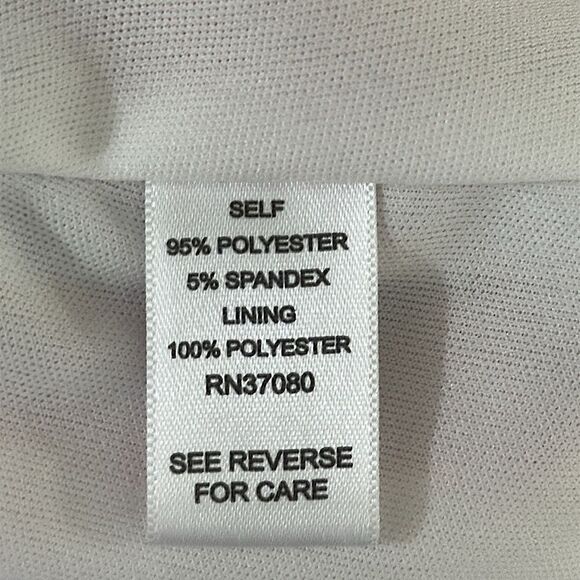 SELF
95% POLYESTER
5% SPANDEX
LINING
100% POLYESTER
RN37080
SEE REVERSE
FOR CARE